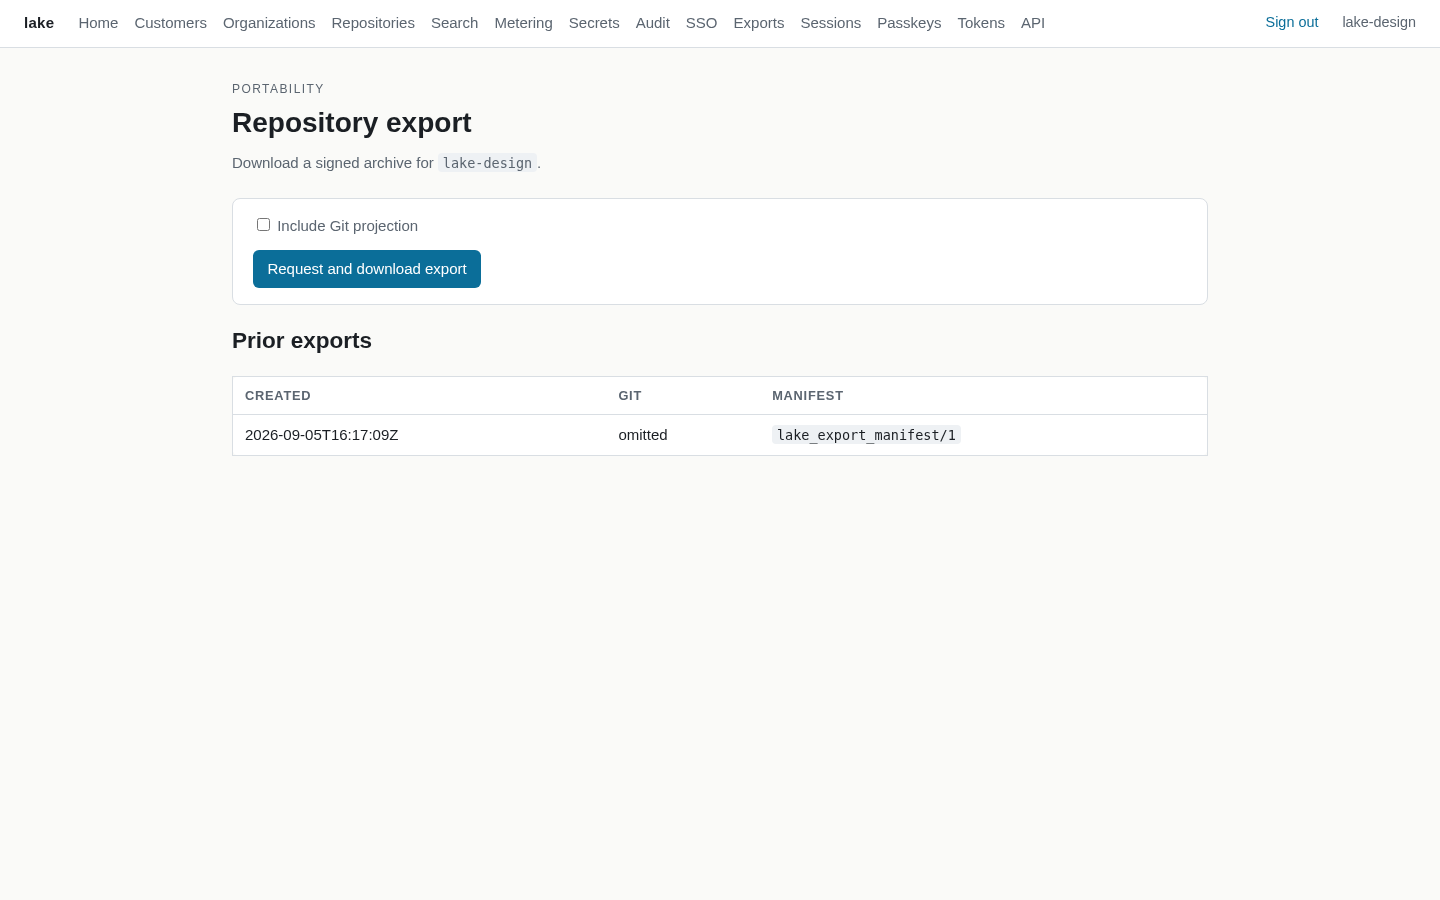 lake Home Customers Organizations Repositories Search Metering Secrets Audit SSO Exports Sessions Passkeys Tokens API Sign out lake-design
PORTABILITY
Repository export
Download a signed archive for lake-design.
Include Git projection
Request and download export
Prior exports
CREATED GIT MANIFEST
2026-09-05T16:17:09Z omitted lake_export_manifest/1